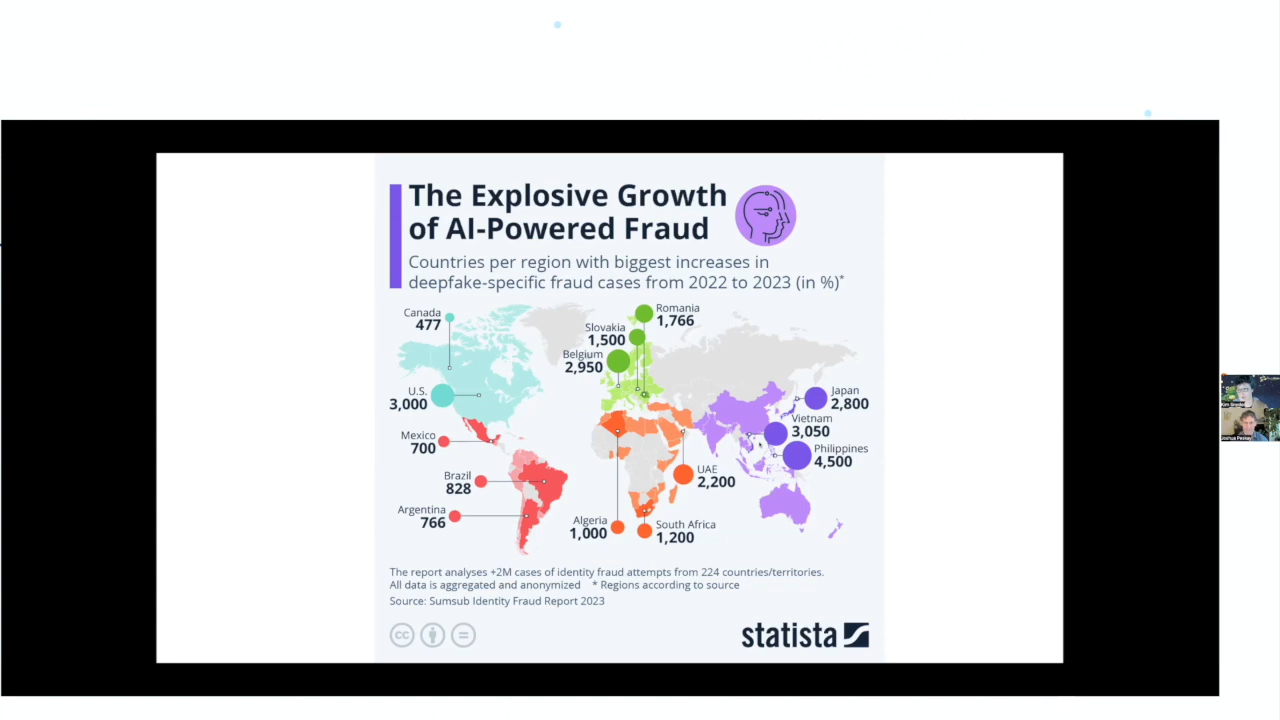 The Explosive Growth
of AI-Powered Fraud
Countries per region with biggest increases in
deepfake-specific fraud cases from 2022 to 2023 (in %)*
Canada
477
U.S.
3,000
Mexico
700
Brazil
828
Argentina
766
Romania
1,766
Slovakia
1,500
Belgium
2,950
UAE
2,200
Algeria
1,000
South Africa
1,200
Japan
2,800
Vietnam
3,050
Philippines
4,500
The report analyses +2M cases of identity fraud attempts from 224 countries/territories.
All data is aggregated and anonymized * Regions according to source
Source: Sumsub Identity Fraud Report 2023
cc
statista